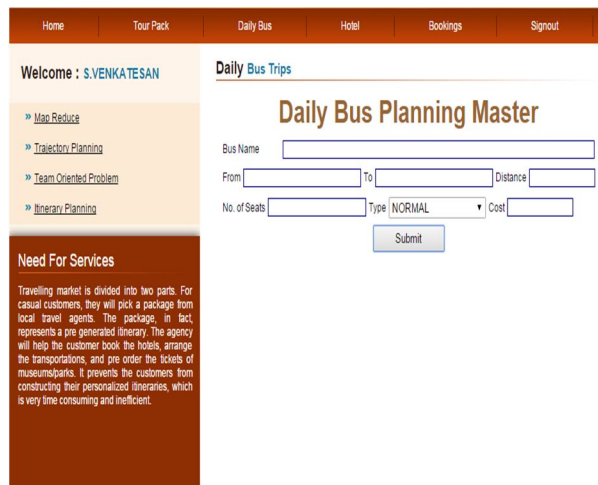 Home Tour Pack Daily Bus Hotel Bookings Signout
Welcome : S.VENKATESAN
» Map Reduce
» Trajectory Planning
» Team Oriented Problem
» Itinerary Planning
Need For Services
Travelling market is divided into two parts. For
casual customers, they will pick a package from
local travel agents. The package, in fact,
represents a pre generated itinerary. The agency
will help the customer book the hotels, arrange
the transportations, and pre order the tickets of
museums/parks. It prevents the customers from
constructing their personalized itineraries, which
is very time consuming and inefficient.
Daily Bus Trips
Daily Bus Planning Master
Bus Name
From To Distance
No. of Seats Type NORMAL Cost
Submit